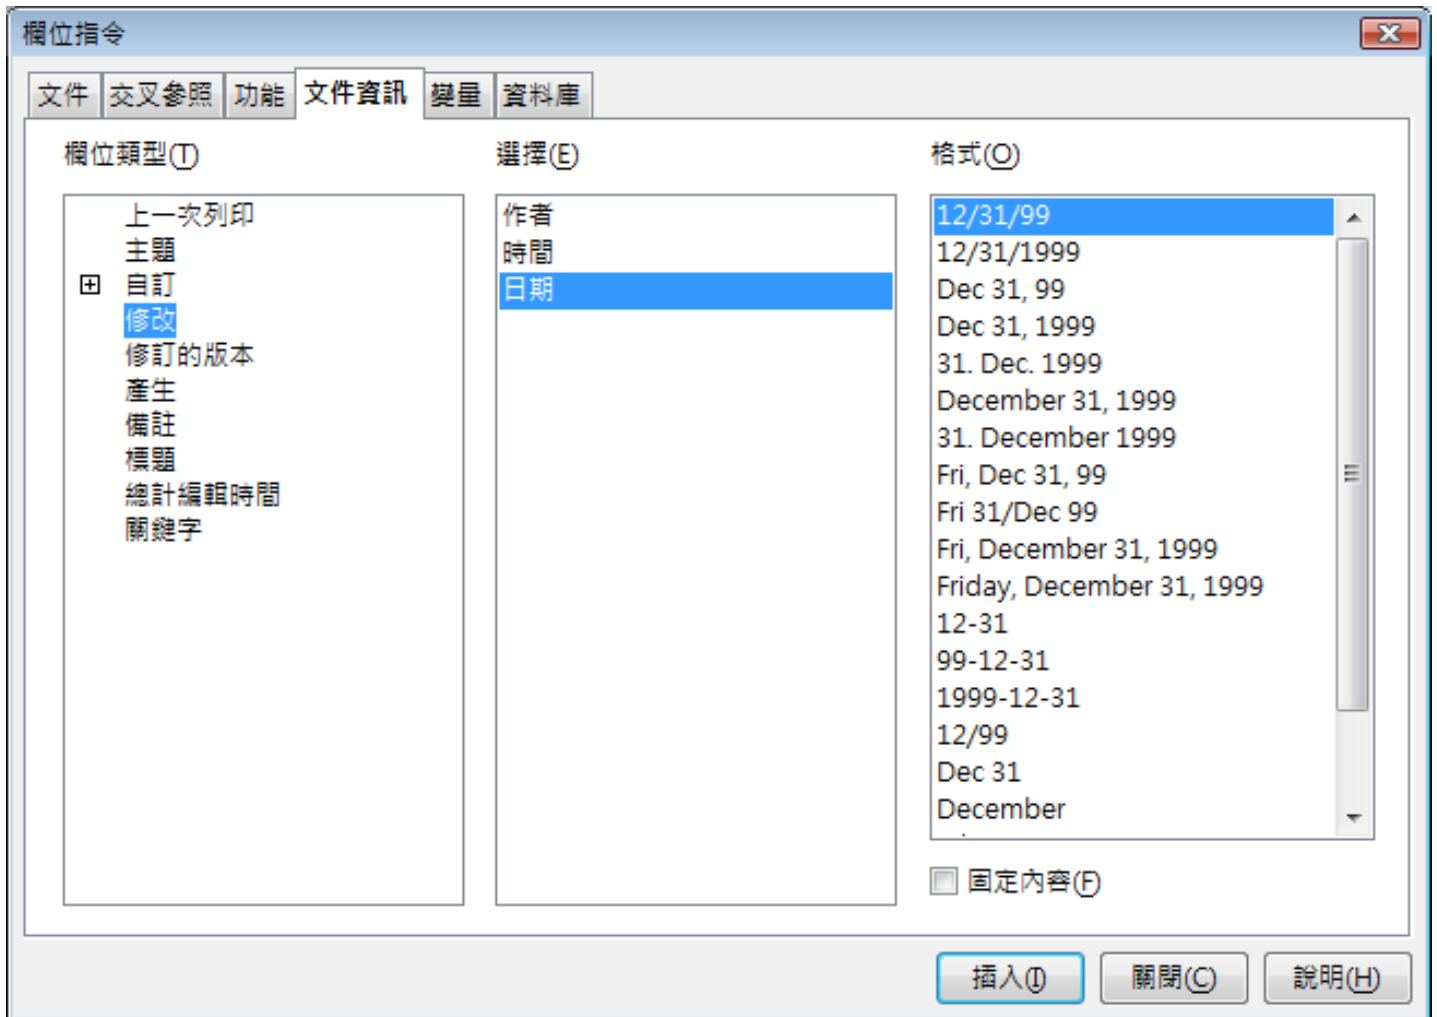 欄位指令
文件 交叉參照 功能 文件資訊 變量 資料庫
欄位類型(T)
上一次列印
主題
自訂
修改
修訂的版本
產生
備註
標題
總計編輯時間
關鍵字
選擇(E)
作者
時間
日期
格式(O)
12/31/99
12/31/1999
Dec 31, 99
Dec 31, 1999
31. Dec. 1999
December 31, 1999
31. December 1999
Fri, Dec 31, 99
Fri 31/Dec 99
Fri, December 31, 1999
Friday, December 31, 1999
12-31
99-12-31
1999-12-31
12/99
Dec 31
December
固定內容(F)
插入(I) 關閉(C) 說明(H)